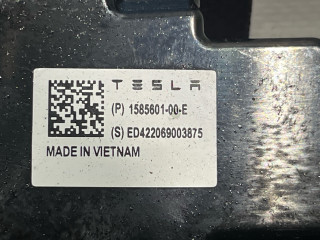 TESLA
(P) 1585601-00-E
(S) ED422069003875
MADE IN VIETNAM